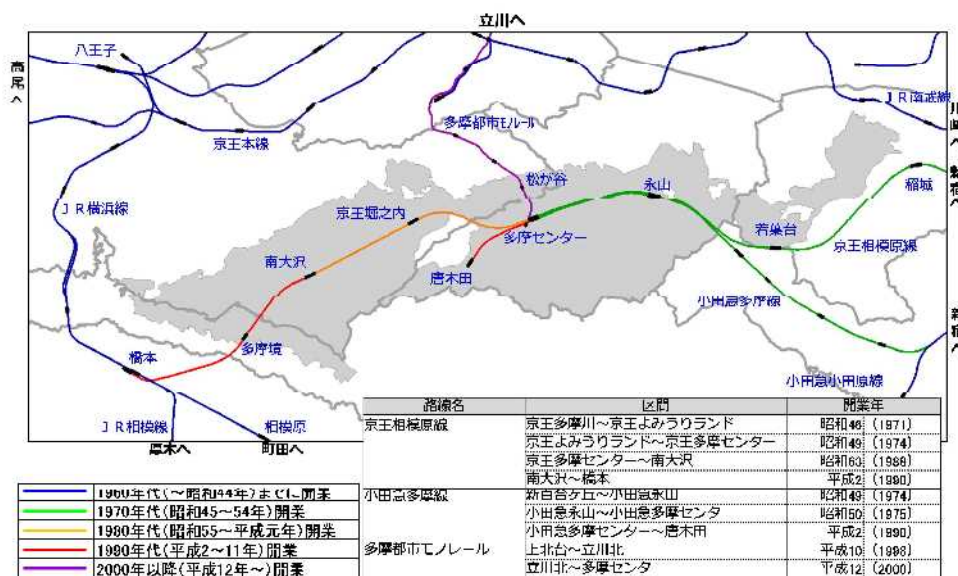 立川へ
八王子
高尾へ
JR南武線
川崎へ
多摩都市モノレール
京王本線
松が谷
永山
稲城
新宿へ
JR横浜線
京王堀之内
若葉台
多摩センター
京王相模原線
南大沢
唐木田
小田急多摩線
多摩境
新宿へ
橋本
小田急小田原線
JR相模線
相模原
厚木へ
町田へ
路線名 区間 開業年
京王相模原線 京王多摩川～京王よみうりランド 昭和46 (1971)
京王よみうりランド～京王多摩センター 昭和49 (1974)
京王多摩センター～南大沢 昭和63 (1988)
南大沢～橋本 平成2 (1990)
小田急多摩線 新百合ヶ丘～小田急永山 昭和49 (1974)
小田急永山～小田急多摩センタ 昭和50 (1975)
小田急多摩センター～唐木田 平成2 (1990)
多摩都市モノレール 上北台～立川北 平成10 (1998)
立川北～多摩センタ 平成12 (2000)
1960年代(～昭和44年)までに開業
1970年代(昭和45～54年)開業
1980年代(昭和55～平成元年)開業
1990年代(平成2～11年)開業
2000年以降(平成12年～)開業